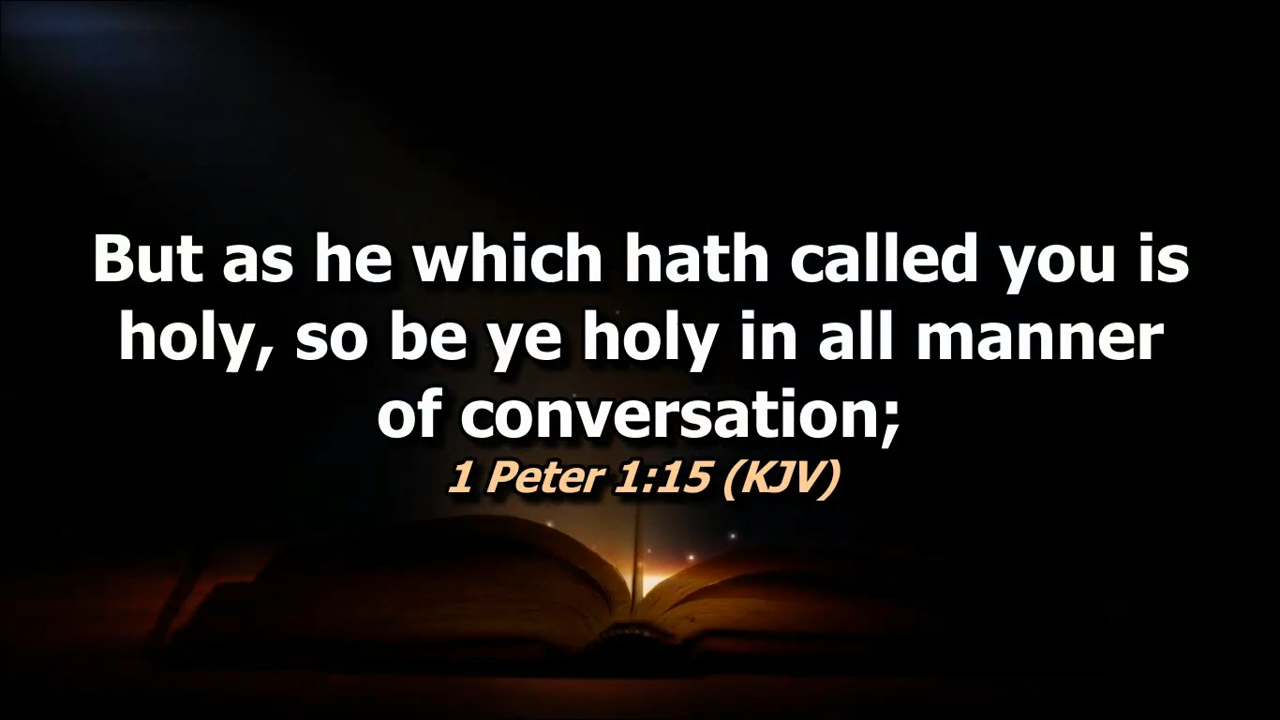 But as he which hath called you is
holy, so be ye holy in all manner
of conversation;
1 Peter 1:15 (KJV)